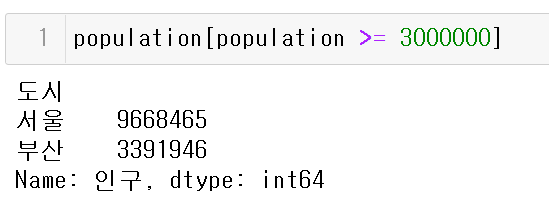 1 population[population >= 3000000]
도시
서울 9668465
부산 3391946
Name: 인구, dtype: int64